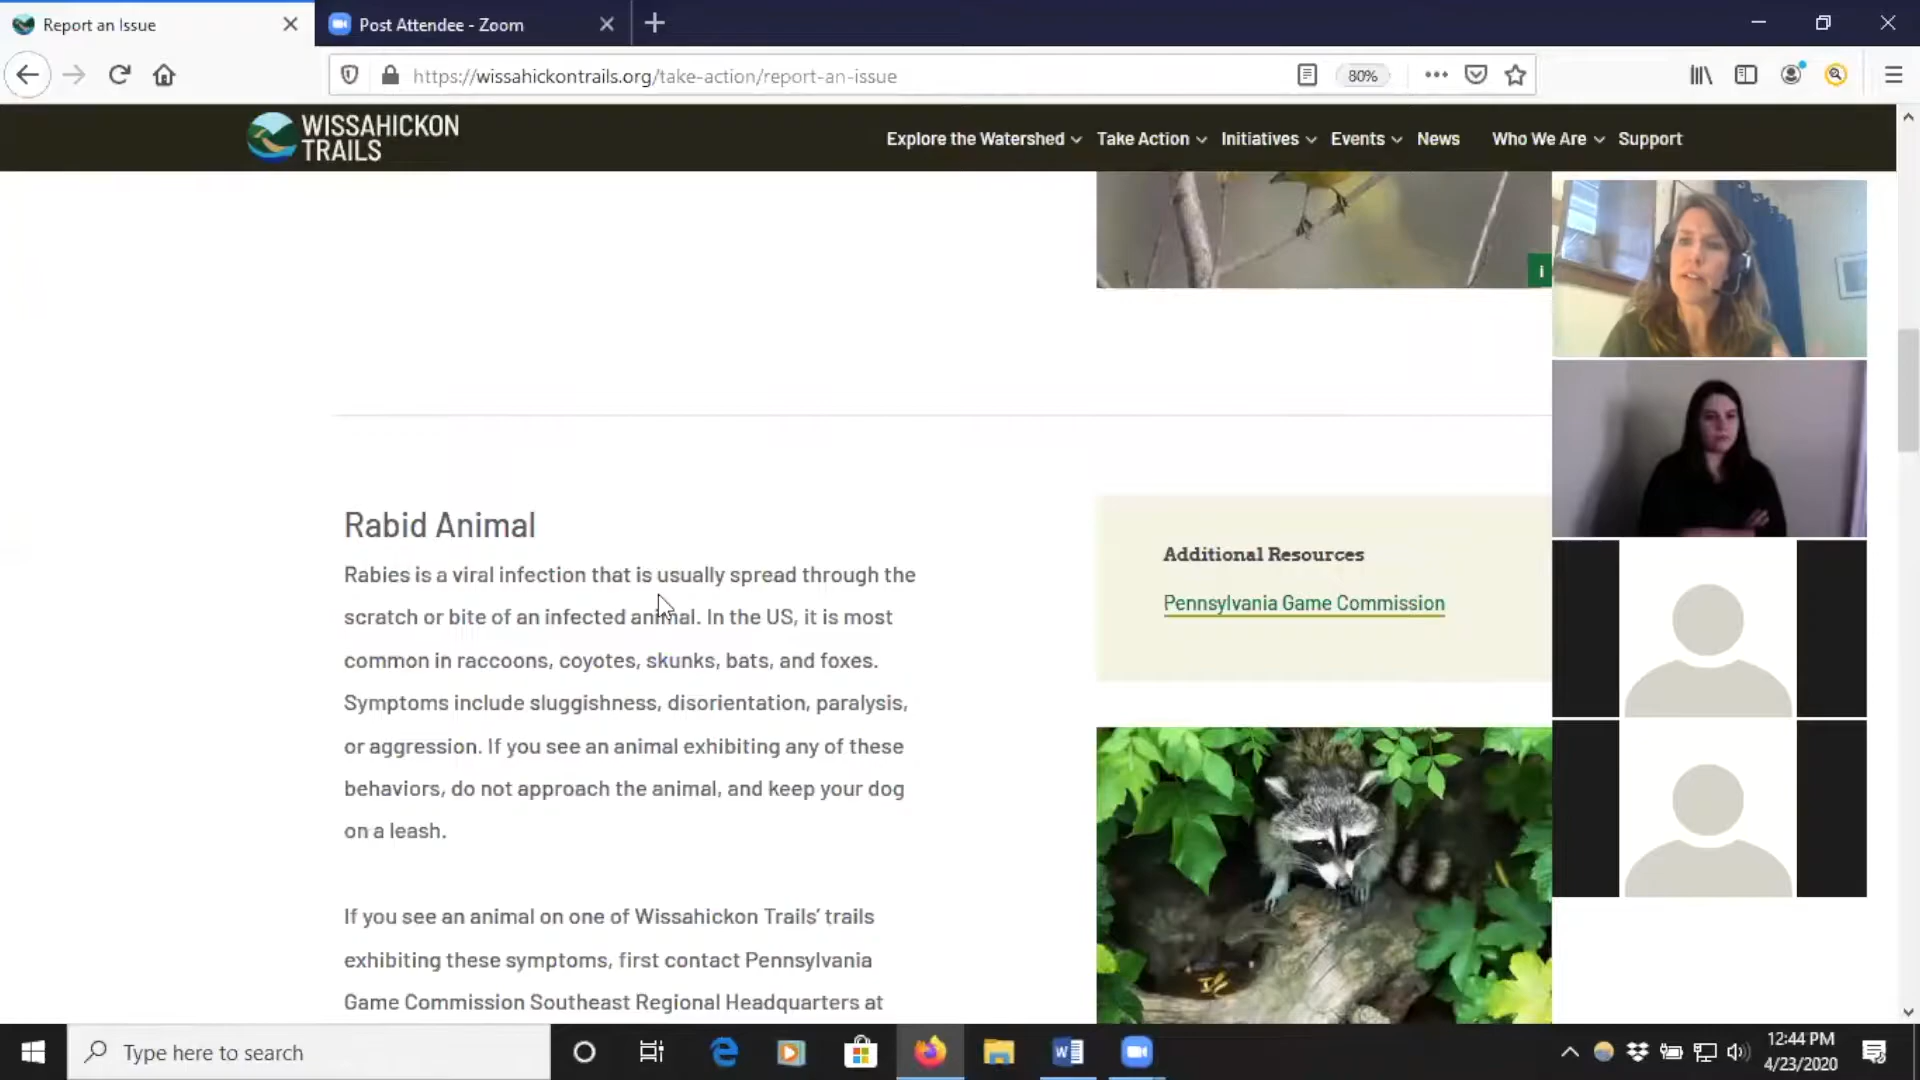 Report an Issue
Post Attendee - Zoom
https://wissahickontrails.org/take-action/report-an-issue
80%
WISSAHICKON
TRAILS
Explore the Watershed
Take Action
Initiatives
Events
News
Who We Are
Support
i
Rabid Animal
Rabies is a viral infection that is usually spread through the
scratch or bite of an infected animal. In the US, it is most
common in raccoons, coyotes, skunks, bats, and foxes.
Symptoms include sluggishness, disorientation, paralysis,
or aggression. If you see an animal exhibiting any of these
behaviors, do not approach the animal, and keep your dog
on a leash.
If you see an animal on one of Wissahickon Trails’ trails
exhibiting these symptoms, first contact Pennsylvania
Game Commission Southeast Regional Headquarters at
Additional Resources
Pennsylvania Game Commission
Type here to search
12:44 PM
4/23/2020